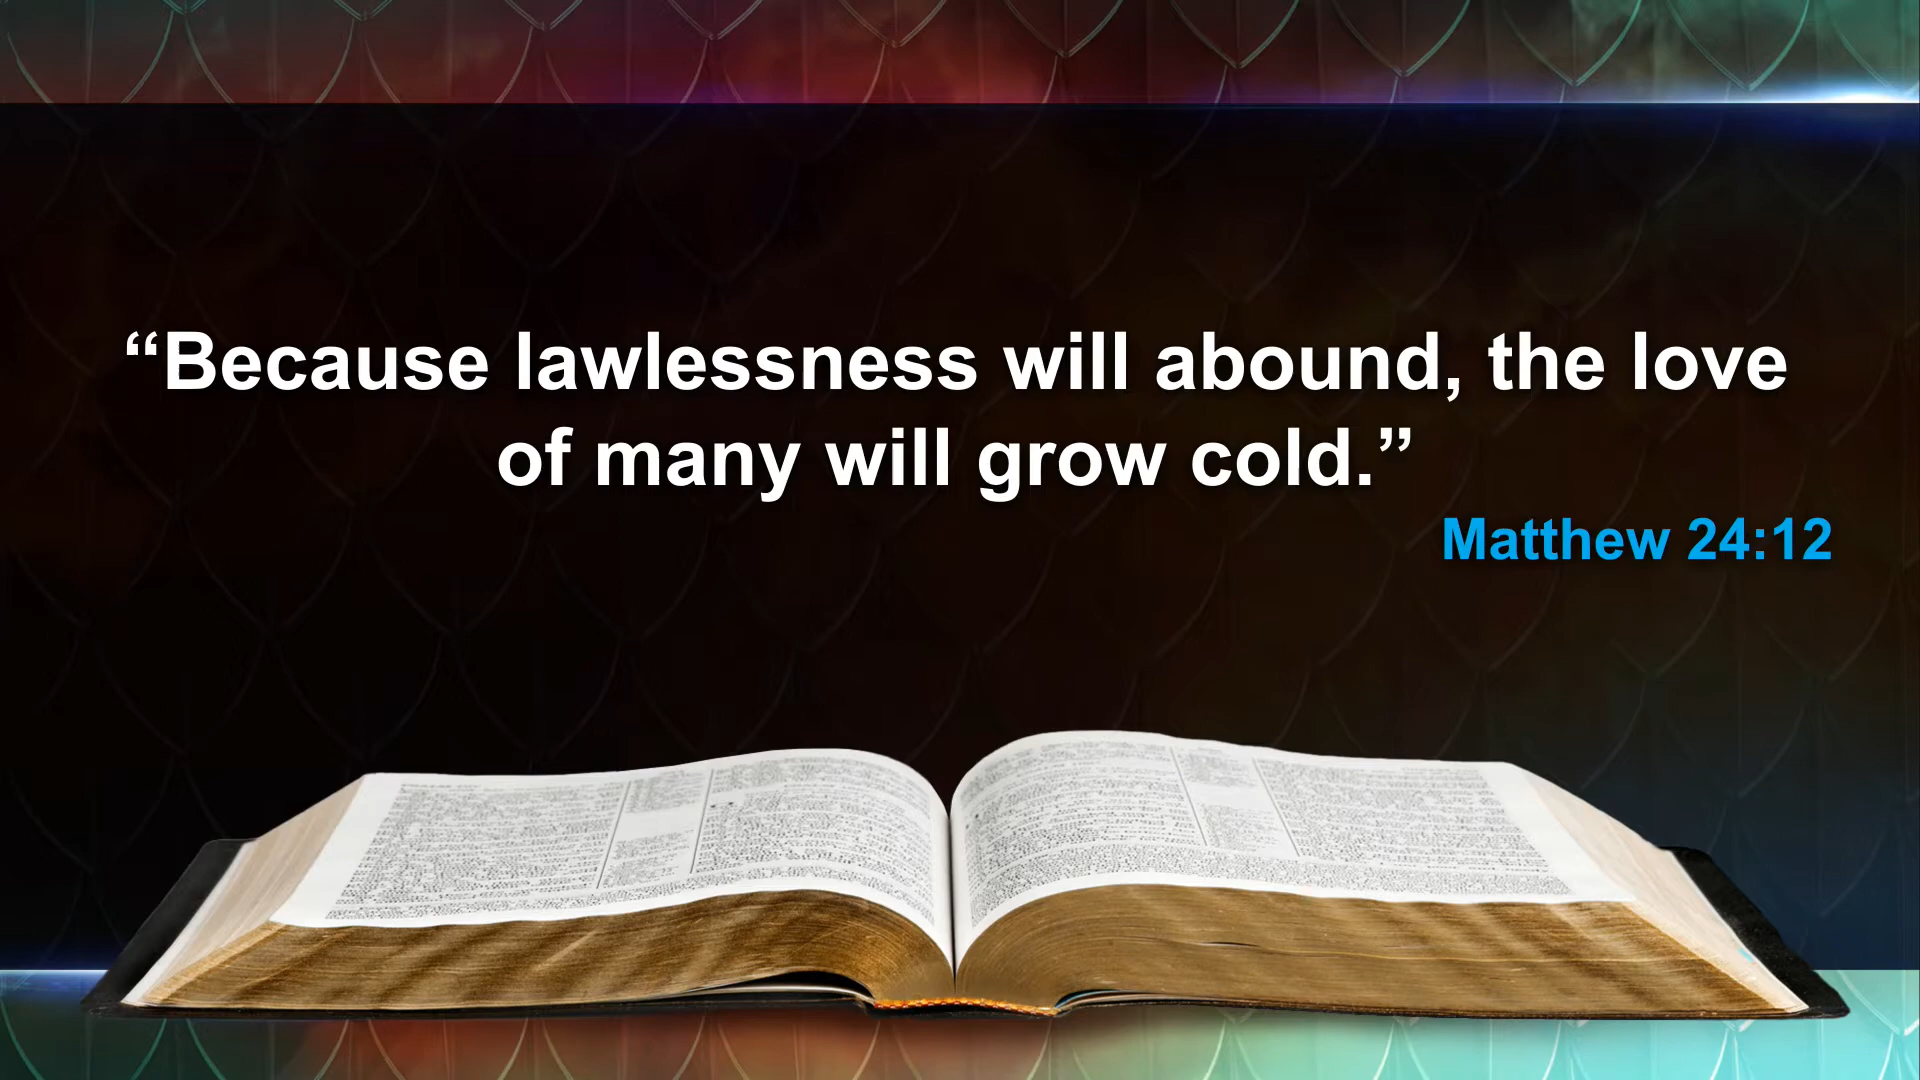 “Because lawlessness will abound, the love
of many will grow cold.”
Matthew 24:12